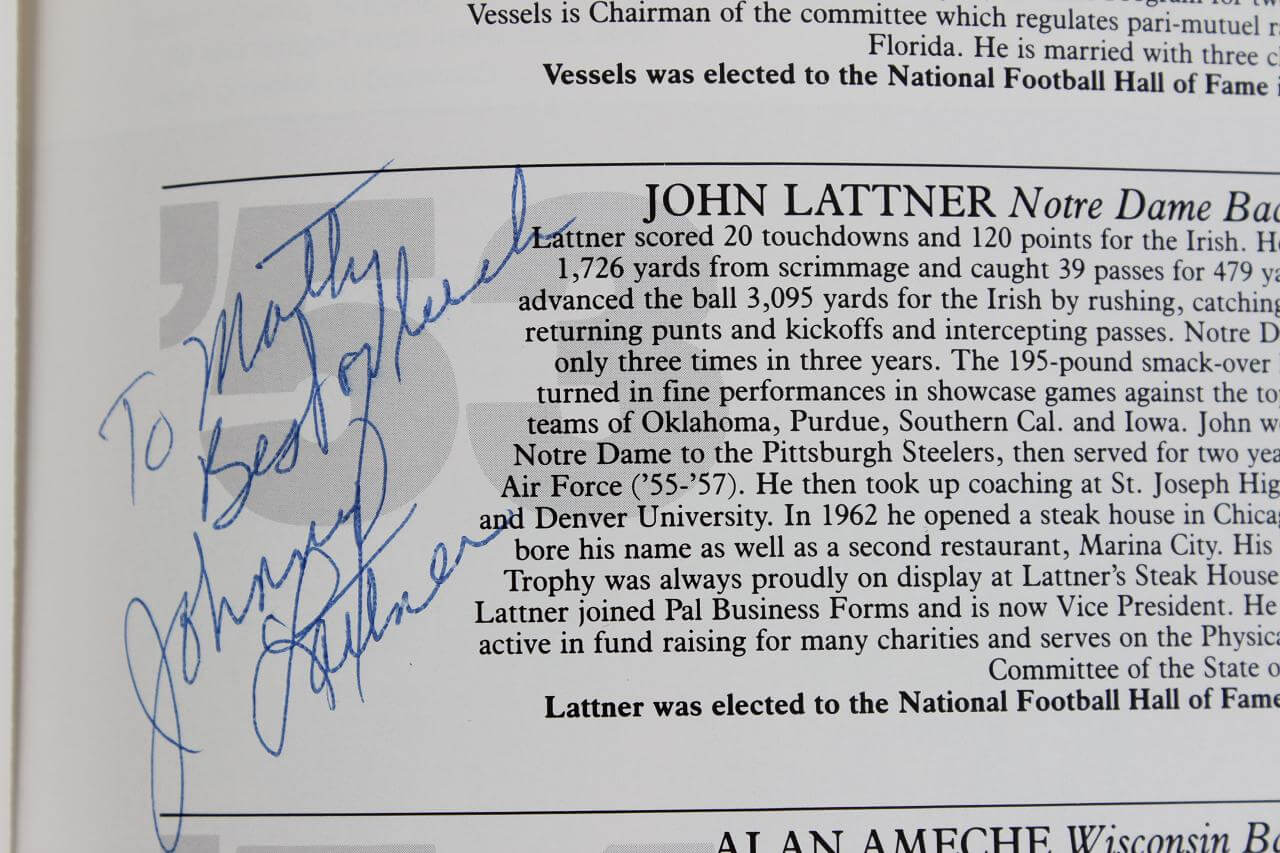 Vessels is Chairman of the committee which regulates pari-mutuel
Florida. He is married with three
Vessels was elected to the National Football Hall of Fame
'53
JOHN LATTNER Notre Dame
Lattner scored 20 touchdowns and 120 points for the Irish.
1,726 yards from scrimmage and caught 39 passes for 479
advanced the ball 3,095 yards for the Irish by rushing, catching
returning punts and kickoffs and intercepting passes. Notre
only three times in three years. The 195-pound smack-over
turned in fine performances in showcase games against the
teams of Oklahoma, Purdue, Southern Cal. and Iowa. John
Notre Dame to the Pittsburgh Steelers, then served for two
Air Force ('55-'57). He then took up coaching at St. Joseph
and Denver University. In 1962 he opened a steak house in
bore his name as well as a second restaurant, Marina City. His
Trophy was always proudly on display at Lattner's Steak House
Lattner joined Pal Business Forms and is now Vice President. He
active in fund raising for many charities and serves on the
Committee of the State
Lattner was elected to the National Football Hall of Fame
To Matty
Best of Luck
Johnny
Lattner
ALAN AMECHE Wisconsin